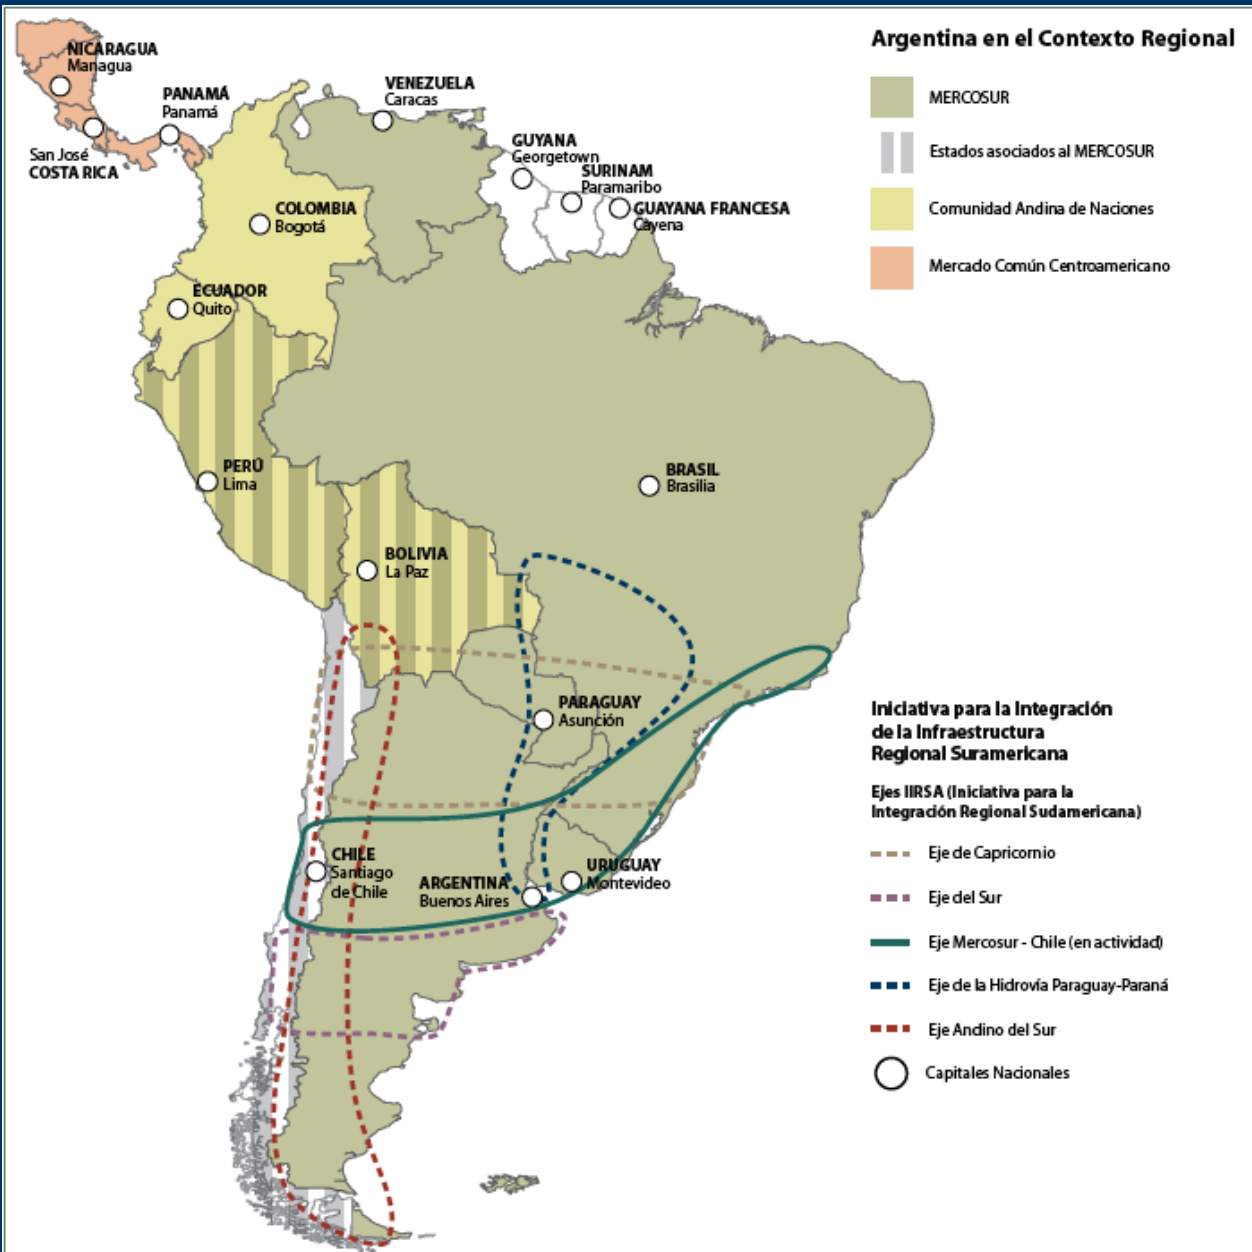 NICARAGUA
Managua
PANAMÁ
Panamá
San José
COSTA RICA
VENEZUELA
Caracas
GUYANA
Georgetown
SURINAM
Paramaribo
GUAYANA FRANCESA
Cayena
COLOMBIA
Bogotá
ECUADOR
Quito
PERÚ
Lima
BRASIL
Brasilia
BOLIVIA
La Paz
PARAGUAY
Asunción
CHILE
Santiago
de Chile
ARGENTINA
Buenos Aires
URUGUAY
Montevideo
Argentina en el Contexto Regional
MERCOSUR
Estados asociados al MERCOSUR
Comunidad Andina de Naciones
Mercado Común Centroamericano
Iniciativa para la Integración
de la Infraestructura
Regional Suramericana
Ejes IIRSA (Iniciativa para la
Integración Regional Sudamericana)
Eje de Capricornio
Eje del Sur
Eje Mercosur - Chile (en actividad)
Eje de la Hidrovía Paraguay-Paraná
Eje Andino del Sur
Capitales Nacionales